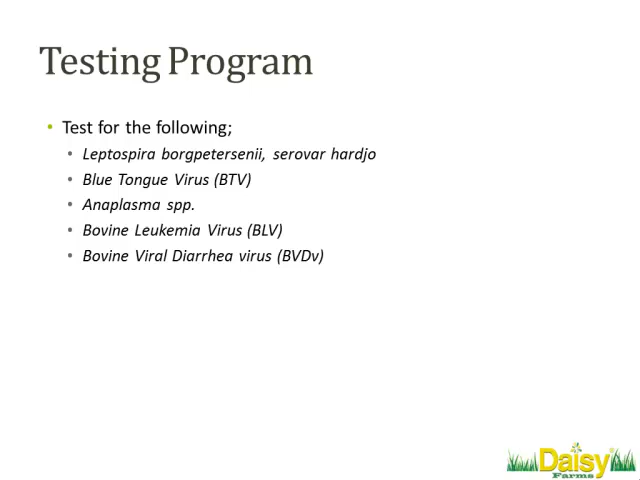 Testing Program
• Test for the following;
• Leptospira borgpetersenii, serovar hardjo
• Blue Tongue Virus (BTV)
• Anaplasma spp.
• Bovine Leukemia Virus (BLV)
• Bovine Viral Diarrhea virus (BVDv)
Daisy®
Farms